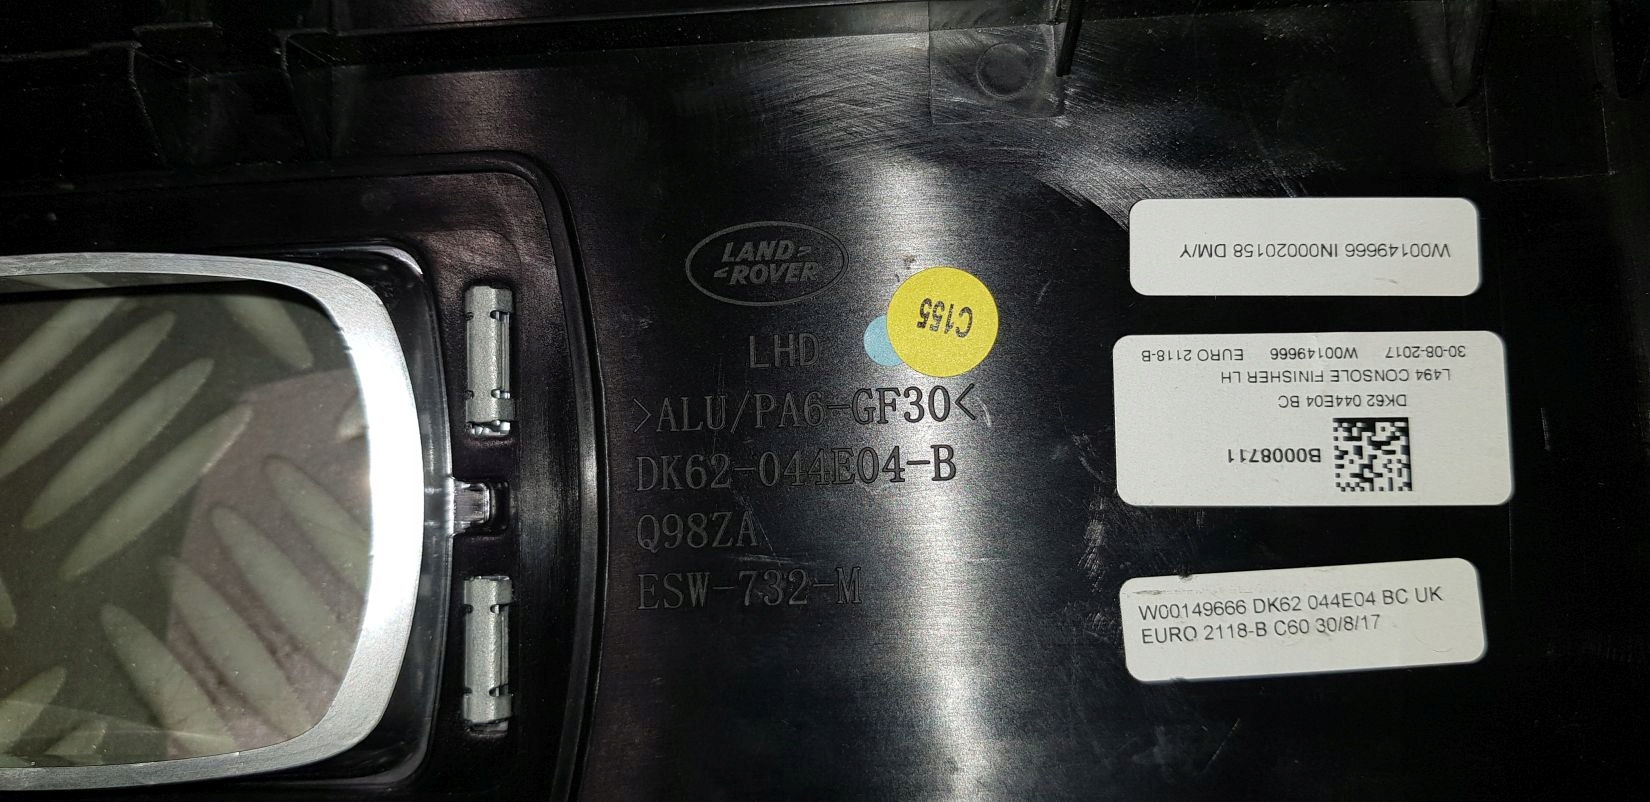 LAND
ROVER
C155
LHD
>ALU/PA6-GF30<
DK62-044E04-B
Q98ZA
ESW-732-M
W00149666 IN00020158 DM/Y
30-08-2017 W00149666 EURO 2118-B
L494 CONSOLE FINISHER LH
DK62 044E04 BC
B0008711
W00149666 DK62 044E04 BC UK
EURO 2118-B C60 30/8/17